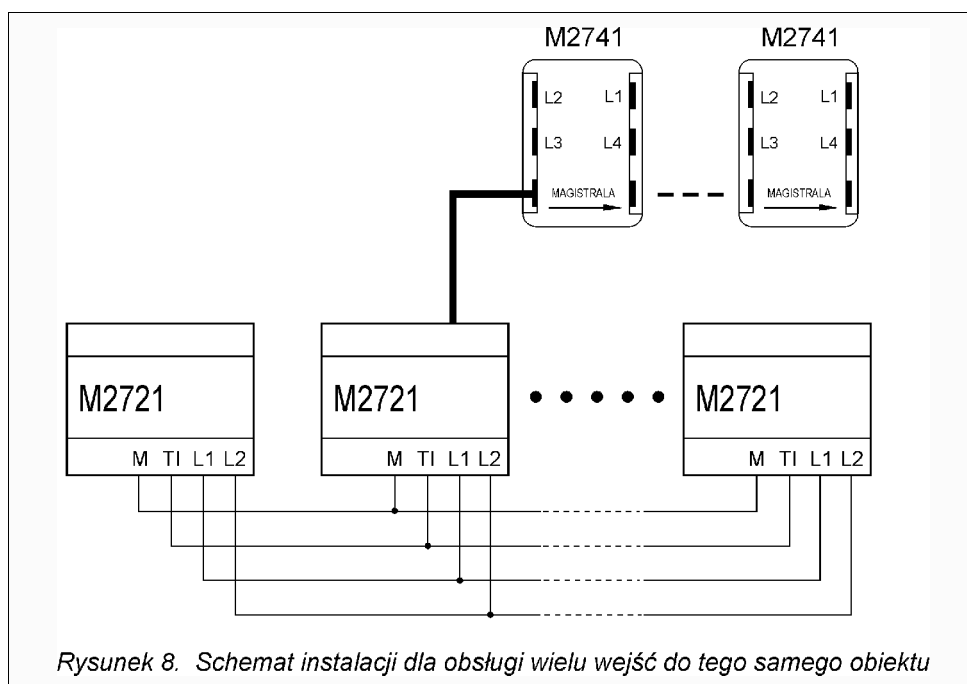 M2741 M2741
L2 L1 L2 L1
L3 L4 L3 L4
MAGISTRALA MAGISTRALA
M2721 M2721 M2721
M TI L1 L2 M TI L1 L2 M TI L1 L2
Rysunek 8. Schemat instalacji dla obsługi wielu wejść do tego samego obiektu